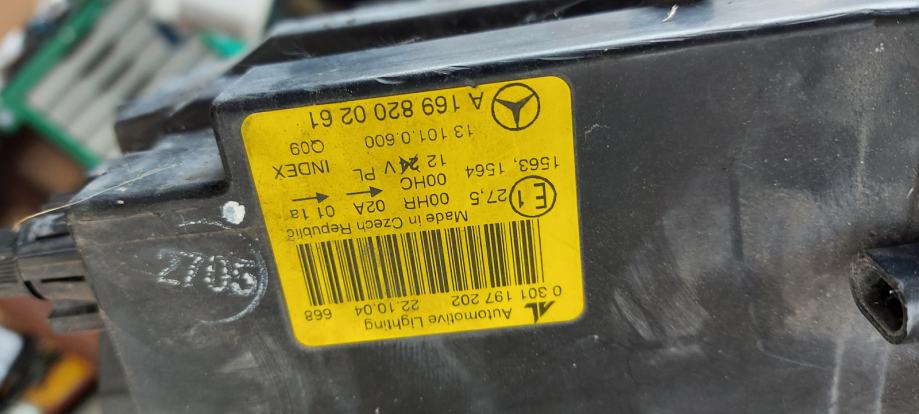 Automotive Lighting
0 301 197 202 22.10.04 668
Made in Czech Republic
E1 27,5 00HR 02A 01 1a
00HC
1563, 1564 12 24V PL INDEX
13 101.0.600 Q09
A 169 820 02 61
2705